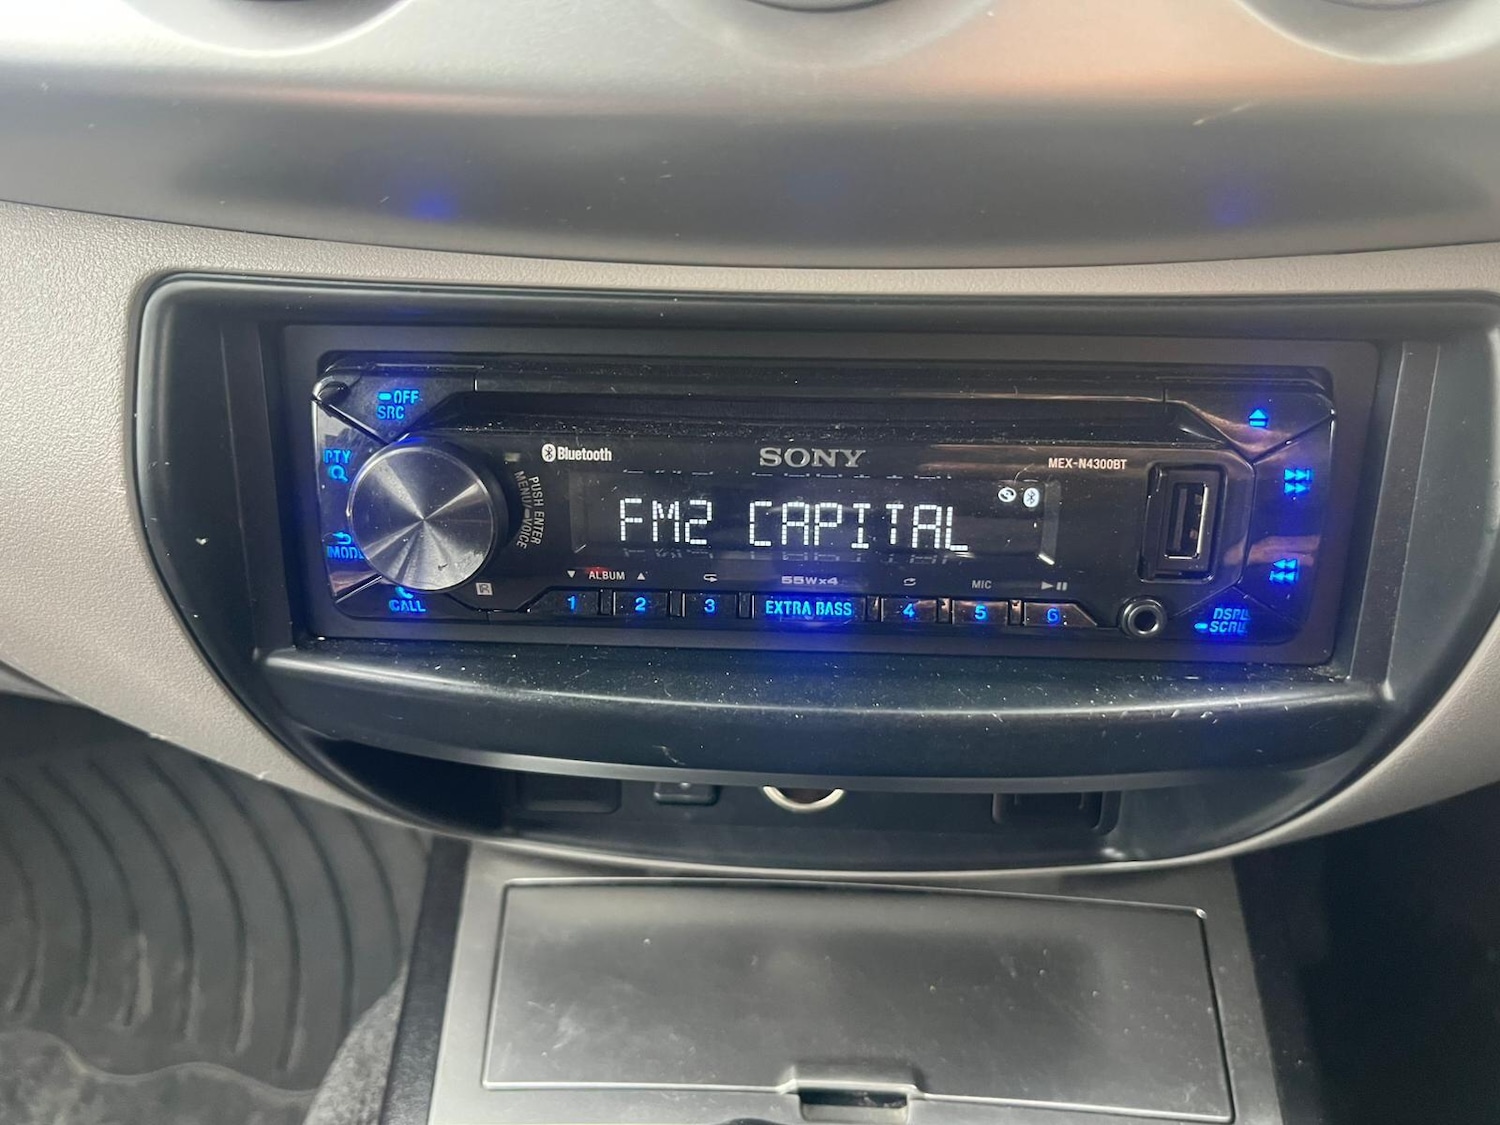 OFF
SRC
PTY
MODE
CALL
PUSH ENTER
MENU/ VOICE
Bluetooth
SONY
MEX-N4300BT
FM2 CAPITAL
ALBUM
55Wx4
MIC
1
2
3
EXTRA BASS
4
5
6
DSPL
SCRL